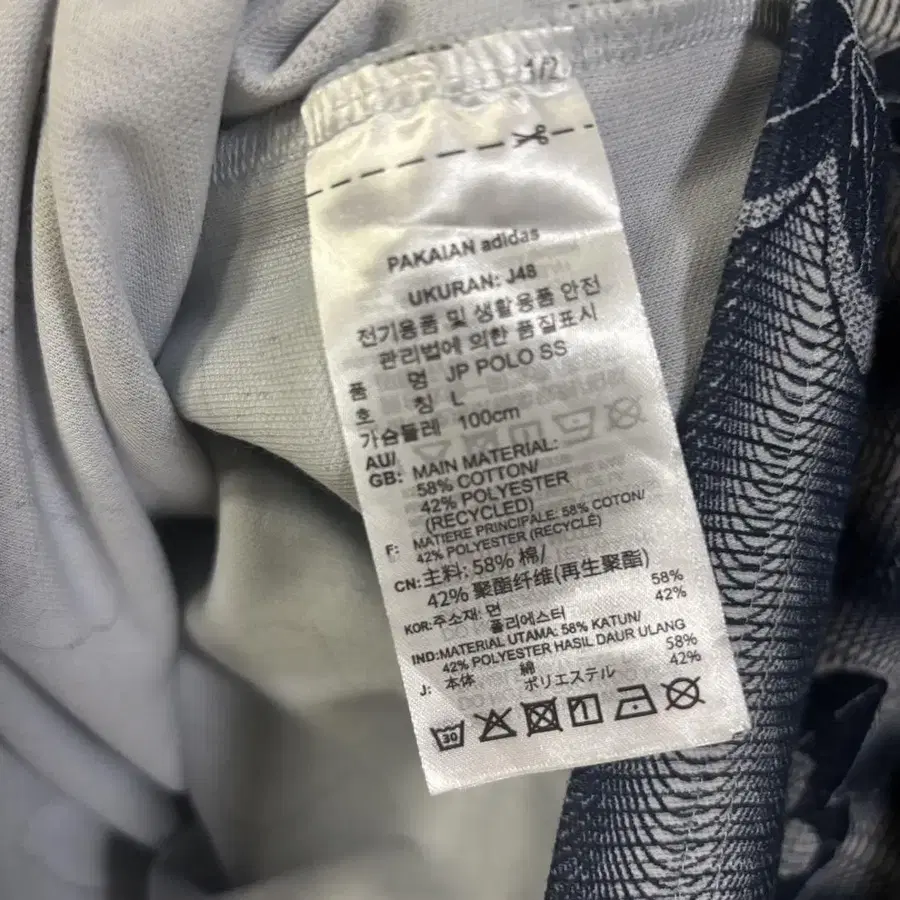 1/2
PAKAIAN adidas
UKURAN: J48
전기용품 및 생활용품 안전
관리법에 의한 품질표시
품 명 JP POLO SS
호 칭 L
가슴둘레 100cm
AU/
GB: MAIN MATERIAL:
58% COTTON/
42% POLYESTER
(RECYCLED)
F: MATIERE PRINCIPALE: 58% COTON/
42% POLYESTER (RECYCLÉ)
CN: 主料: 58% 棉/
42% 聚酯纤维(再生聚酯)
KOR: 주소재: 면 58%
폴리에스터 42%
IND: MATERIAL UTAMA: 58% KATUN/
42% POLYESTER HASIL DAUR ULANG
J: 本体 綿 58%
ポリエステル 42%
30